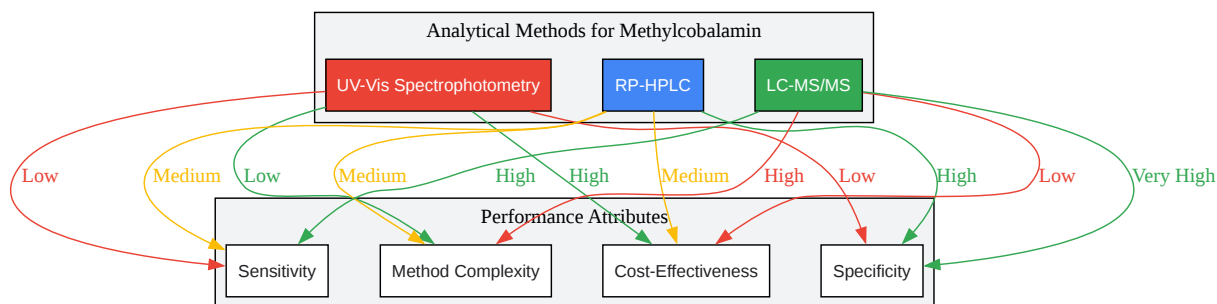 Analytical Methods for Methylcobalamin
UV-Vis Spectrophotometry
RP-HPLC
LC-MS/MS
Low
Medium
Low
Medium
High
High
Medium
High
Low
High
Low
Very High
Performance Attributes
Sensitivity
Method Complexity
Cost-Effectiveness
Specificity